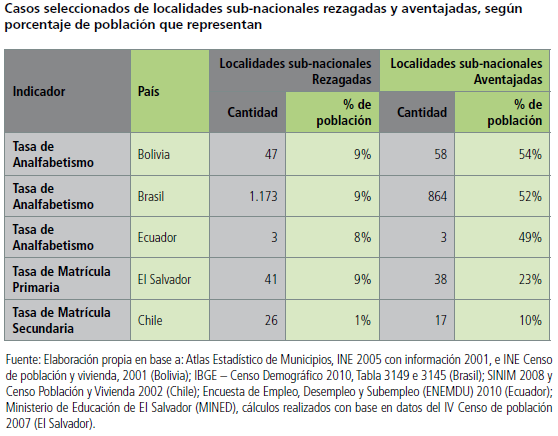 Casos seleccionados de localidades sub-nacionales rezagadas y aventajadas, según
porcentaje de población que representan
Indicador País Localidades sub-nacionales Rezagadas Localidades sub-nacionales Aventajadas
Cantidad % de población Cantidad % de población
Tasa de Analfabetismo Bolivia 47 9% 58 54%
Tasa de Analfabetismo Brasil 1.173 9% 864 52%
Tasa de Analfabetismo Ecuador 3 8% 3 49%
Tasa de Matrícula Primaria El Salvador 41 9% 38 23%
Tasa de Matrícula Secundaria Chile 26 1% 17 10%
Fuente: Elaboración propia en base a: Atlas Estadístico de Municipios, INE 2005 con información 2001, e INE Censo
de población y vivienda, 2001 (Bolivia); IBGE – Censo Demográfico 2010, Tabla 3149 e 3145 (Brasil); SINIM 2008 y
Censo Población y Vivienda 2002 (Chile); Encuesta de Empleo, Desempleo y Subempleo (ENEMDU) 2010 (Ecuador);
Ministerio de Educación de El Salvador (MINED), cálculos realizados con base en datos del IV Censo de población
2007 (El Salvador).